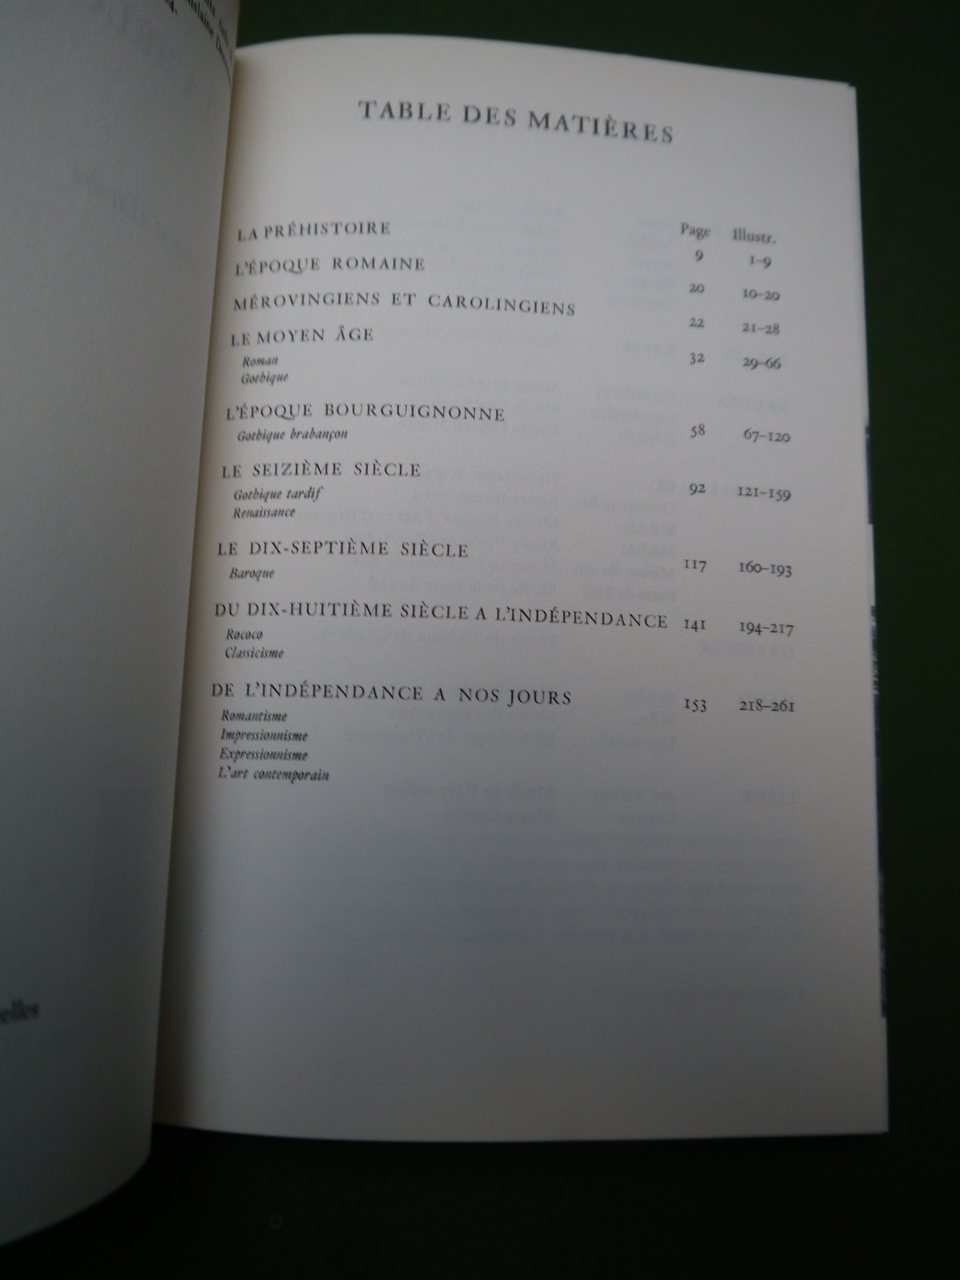 TABLE DES MATIÈRES
Page Illustr.
LA PRÉHISTOIRE 9 1-9
L'ÉPOQUE ROMAINE 20 10-20
MÉROVINGIENS ET CAROLINGIENS 22 21-28
LE MOYEN ÂGE 32 29-66
Roman
Gothique
L'ÉPOQUE BOURGUIGNONNE 58 67-120
Gothique brabançon
LE SEIZIÈME SIÈCLE 92 121-159
Gothique tardif
Renaissance
LE DIX-SEPTIÈME SIÈCLE 117 160-193
Baroque
DU DIX-HUITIÈME SIÈCLE A L'INDÉPENDANCE 141 194-217
Rococo
Classicisme
DE L'INDÉPENDANCE A NOS JOURS 153 218-261
Romantisme
Impressionnisme
Expressionnisme
L'art contemporain
elles